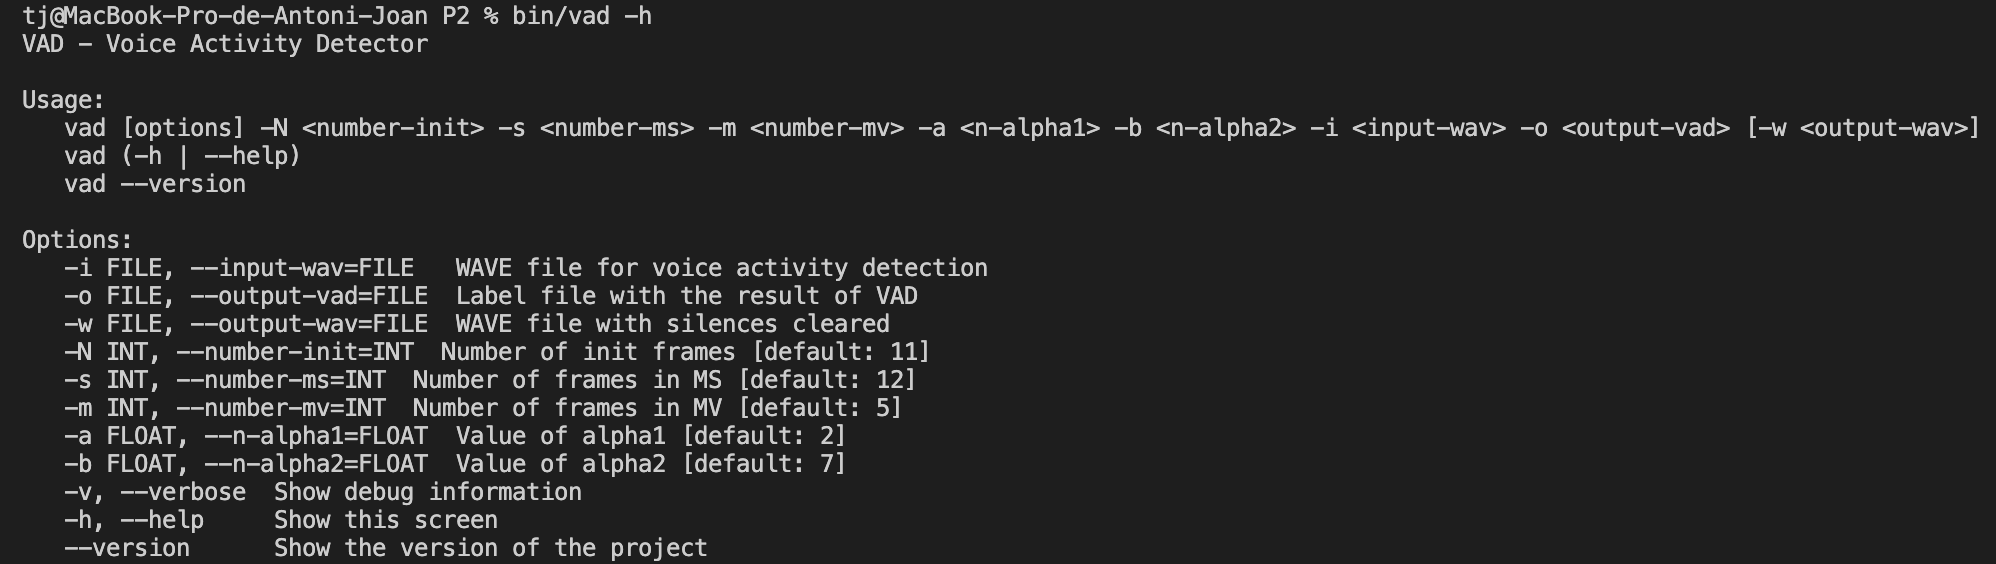 tj@MacBook-Pro-de-Antoni-Joan P2 % bin/vad -h
VAD - Voice Activity Detector
Usage:
vad [options] -N <number-init> -s <number-ms> -m <number-mv> -a <n-alpha1> -b <n-alpha2> -i <input-wav> -o <output-vad> [-w <output-wav>]
vad (-h | --help)
vad --version
Options:
-i FILE, --input-wav=FILE   WAVE file for voice activity detection
-o FILE, --output-vad=FILE  Label file with the result of VAD
-w FILE, --output-wav=FILE  WAVE file with silences cleared
-N INT, --number-init=INT  Number of init frames [default: 11]
-s INT, --number-ms=INT  Number of frames in MS [default: 12]
-m INT, --number-mv=INT  Number of frames in MV [default: 5]
-a FLOAT, --n-alpha1=FLOAT  Value of alpha1 [default: 2]
-b FLOAT, --n-alpha2=FLOAT  Value of alpha2 [default: 7]
-v, --verbose  Show debug information
-h, --help     Show this screen
--version      Show the version of the project